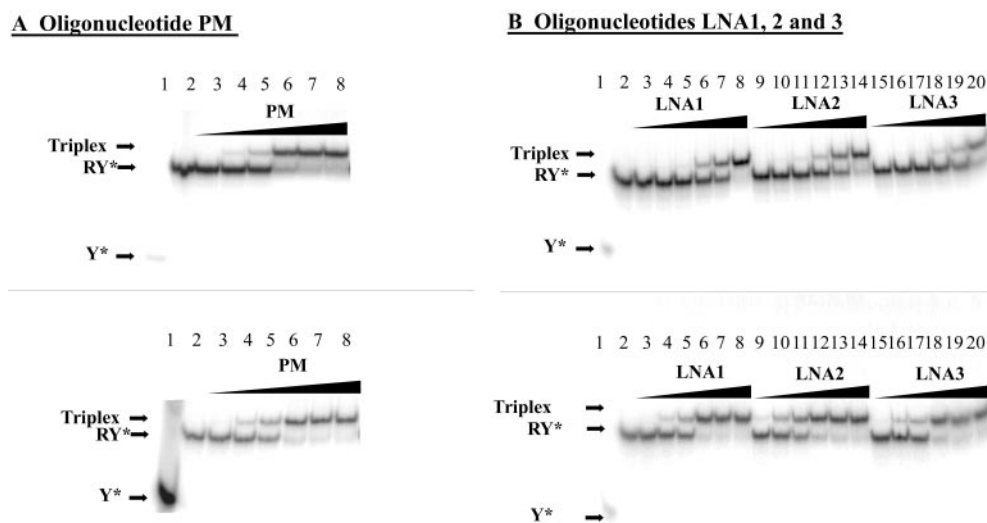 A Oligonucleotide PM
B Oligonucleotides LNA1, 2 and 3
1 2 3 4 5 6 7 8
PM
Triplex
RY*
Y*
1 2 3 4 5 6 7 8 9 10 11 12 13 14 15 16 17 18 19 20
LNA1 LNA2 LNA3
Triplex
RY*
Y*
1 2 3 4 5 6 7 8
PM
Triplex
RY*
Y*
1 2 3 4 5 6 7 8 9 10 11 12 13 14 15 16 17 18 19 20
LNA1 LNA2 LNA3
Triplex
RY*
Y*